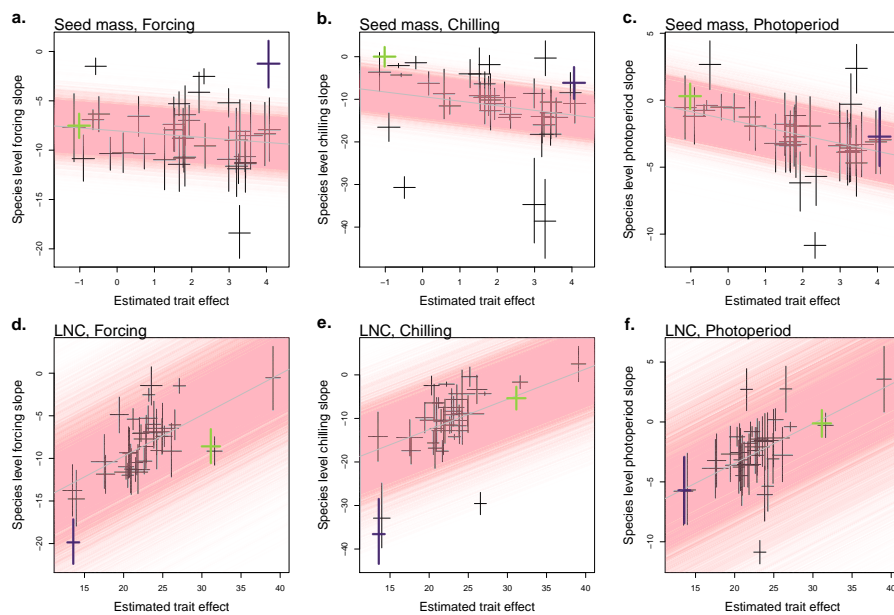 a. Seed mass, Forcing
b. Seed mass, Chilling
c. Seed mass, Photoperiod
Species level forcing slope
0
−5
−10
−15
−20
−1 0 1 2 3 4
Estimated trait effect
Species level chilling slope
0
−10
−20
−30
−40
−1 0 1 2 3 4
Estimated trait effect
Species level photoperiod slope
5
0
−5
−10
−1 0 1 2 3 4
Estimated trait effect
d. LNC, Forcing
e. LNC, Chilling
f. LNC, Photoperiod
Species level forcing slope
0
−5
−10
−15
−20
15 20 25 30 35 40
Estimated trait effect
Species level chilling slope
0
−10
−20
−30
−40
15 20 25 30 35 40
Estimated trait effect
Species level photoperiod slope
5
0
−5
−10
15 20 25 30 35 40
Estimated trait effect